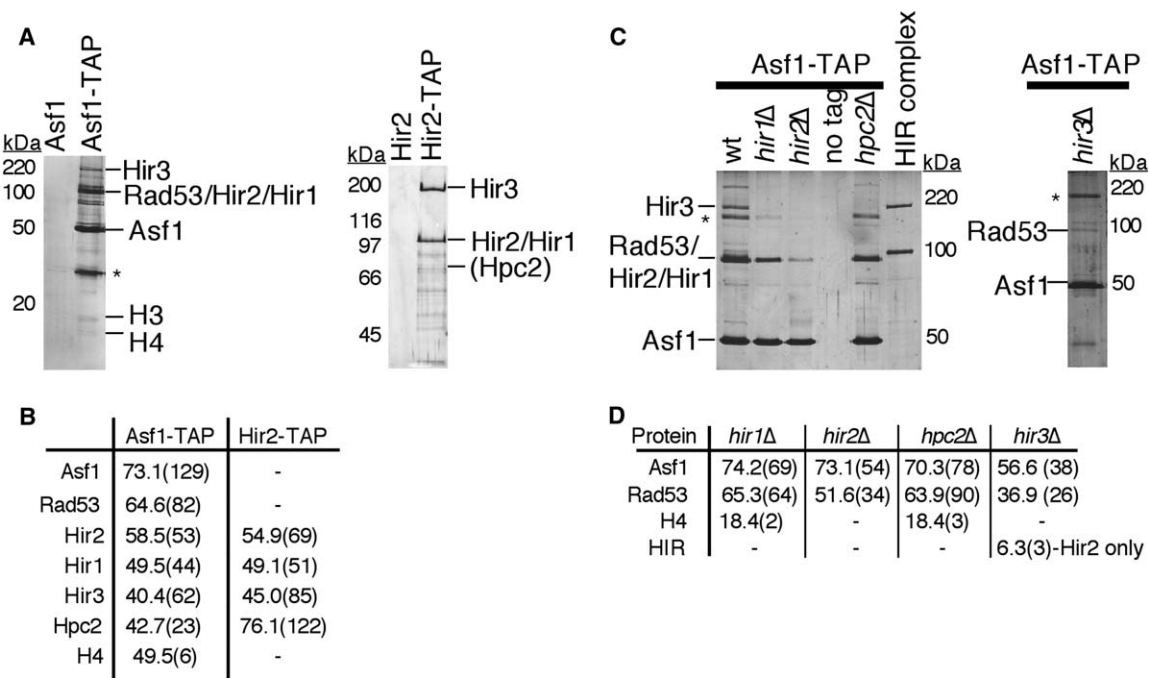 A
Asf1
Asf1-TAP
kDa
220
100
50
20
Hir3
Rad53/Hir2/Hir1
Asf1
*
H3
H4
Hir2
Hir2-TAP
kDa
200
116
97
66
45
Hir3
Hir2/Hir1
(Hpc2)
C
Asf1-TAP
wt
hir1Δ
hir2Δ
no tag
hpc2Δ
HIR complex
Hir3
*
Rad53/
Hir2/Hir1
Asf1
kDa
220
100
50
Asf1-TAP
hir3Δ
*
Rad53
Asf1
kDa
220
100
50
B
Asf1-TAP Hir2-TAP
Asf1 73.1(129) -
Rad53 64.6(82) -
Hir2 58.5(53) 54.9(69)
Hir1 49.5(44) 49.1(51)
Hir3 40.4(62) 45.0(85)
Hpc2 42.7(23) 76.1(122)
H4 49.5(6) -
D
Protein hir1Δ hir2Δ hpc2Δ hir3Δ
Asf1 74.2(69) 73.1(54) 70.3(78) 56.6 (38)
Rad53 65.3(64) 51.6(34) 63.9(90) 36.9 (26)
H4 18.4(2) - 18.4(3) -
HIR - - - 6.3(3)-Hir2 only